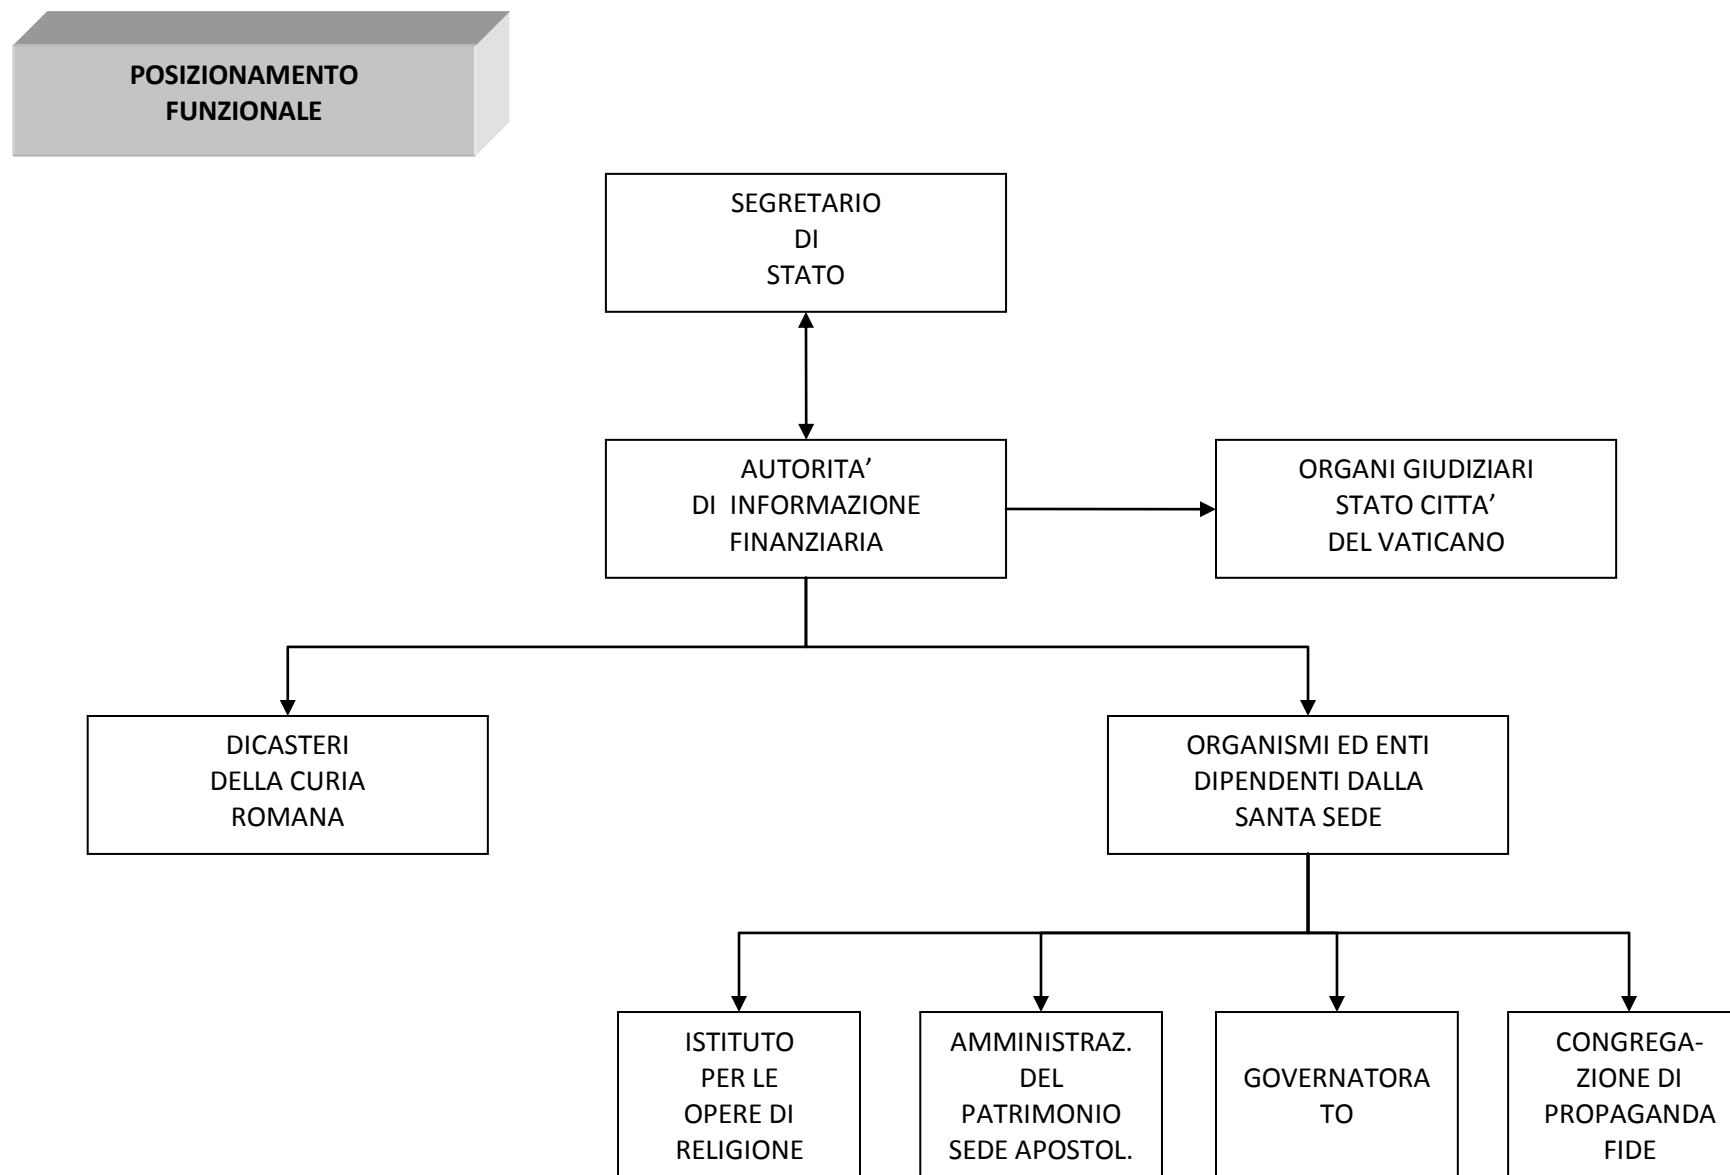 POSIZIONAMENTO
FUNZIONALE
SEGRETARIO
DI
STATO
AUTORITA’
DI INFORMAZIONE
FINANZIARIA
ORGANI GIUDIZIARI
STATO CITTA’
DEL VATICANO
DICASTERI
DELLA CURIA
ROMANA
ORGANISMI ED ENTI
DIPENDENTI DALLA
SANTA SEDE
ISTITUTO
PER LE
OPERE DI
RELIGIONE
AMMINISTRAZ.
DEL
PATRIMONIO
SEDE APOSTOL.
GOVERNATORA
TO
CONGREGA-
ZIONE DI
PROPAGANDA
FIDE